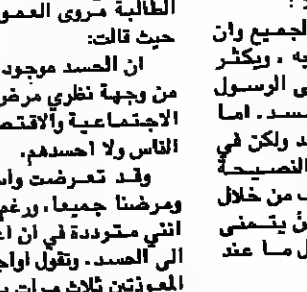 الجميع وان
يه . ويكثر
ى الرسول
سد . اما
د ولكن في
النصيحة
ف من خلال
ن يتمنى
ل ما عند
الطالبة مروى العمو
حيث قالت:
ان الحسد موجود
من وجهة نظري مرض
الاجتماعية والاقتص
الناس ولا احسدهم.
وقد تعرضت وأس
ومرضنا جميعا، ورغم
انني مترددة في ان اع
الى الحسد . وتقول اواج
المعوذتين ثلاث مرات ي